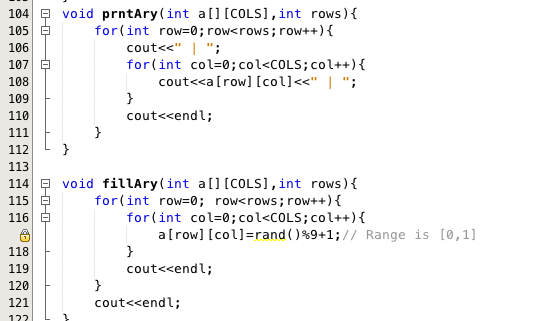 104 void prntAry(int a[][COLS],int rows){
105 for(int row=0;row<rows;row++){
106 cout<<" | ";
107 for(int col=0;col<COLS;col++){
108 cout<<a[row][col]<<" | ";
109 }
110 cout<<endl;
111 }
112 }
113
114 void fillAry(int a[][COLS],int rows){
115 for(int row=0; row<rows;row++){
116 for(int col=0;col<COLS;col++){
a[row][col]=rand()%9+1;// Range is [0,1]
118 }
119 cout<<endl;
120 }
121 cout<<endl;
122 }